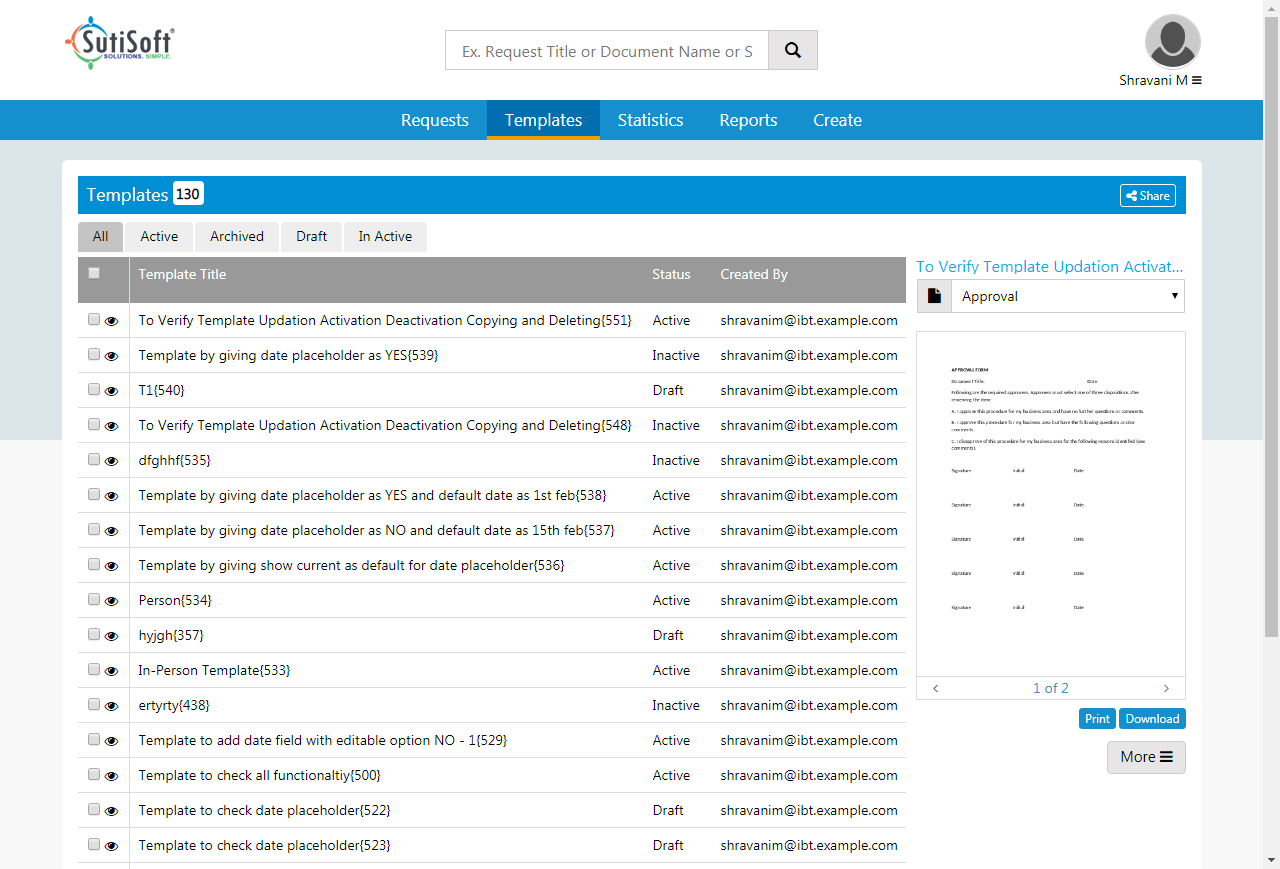 SutiSoft®
SOLUTIONS. SIMPLE.
Ex. Request Title or Document Name or S
Shravani M
Requests Templates Statistics Reports Create
Templates 130
Share
All Active Archived Draft In Active
Template Title Status Created By
To Verify Template Updation Activation Deactivation Copying and Deleting{551} Active shravanim@ibt.example.com
Template by giving date placeholder as YES{539} Inactive shravanim@ibt.example.com
T1{540} Draft shravanim@ibt.example.com
To Verify Template Updation Activation Deactivation Copying and Deleting{548} Inactive shravanim@ibt.example.com
dfghhf{535} Inactive shravanim@ibt.example.com
Template by giving date placeholder as YES and default date as 1st feb{538} Active shravanim@ibt.example.com
Template by giving date placeholder as NO and default date as 15th feb{537} Active shravanim@ibt.example.com
Template by giving show current as default for date placeholder{536} Active shravanim@ibt.example.com
Person{534} Active shravanim@ibt.example.com
hyjgh{357} Draft shravanim@ibt.example.com
In-Person Template{533} Active shravanim@ibt.example.com
ertyrty{438} Inactive shravanim@ibt.example.com
Template to add date field with editable option NO - 1{529} Active shravanim@ibt.example.com
Template to check all functionaltiy{500} Active shravanim@ibt.example.com
Template to check date placeholder{522} Draft shravanim@ibt.example.com
Template to check date placeholder{523} Draft shravanim@ibt.example.com
To Verify Template Updation Activat...
Approval
APPROVAL FORM
Document Title: Date:
Following are the required approvers. Approvers must select one of three dispositions after
reviewing the item:
A. I approve this procedure for my business area and have no further questions or comments.
B. I approve this procedure for my business area but have the following questions and/or
comments.
C. I disapprove of this procedure for my business area for the following reasons identified (see
comments).
Signature Initial Date
Signature Initial Date
Signature Initial Date
Signature Initial Date
Signature Initial Date
1 of 2
Print Download
More